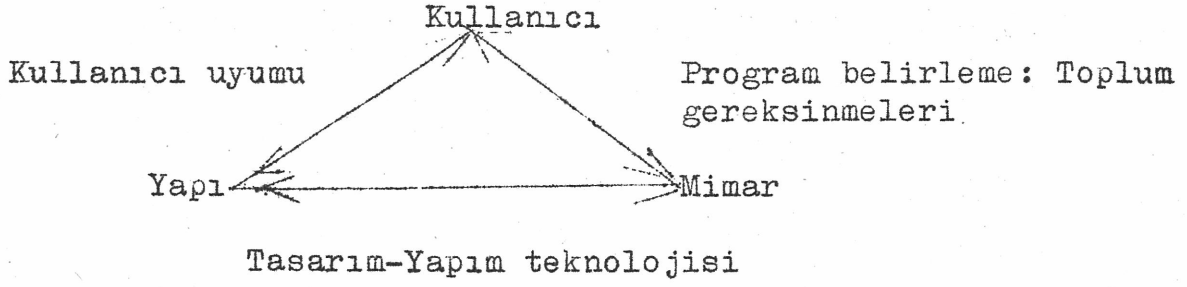 Kullanıcı
Kullanıcı uyumu
Program belirleme: Toplum
gereksinmeleri
Yapı
Mimar
Tasarım-Yapım teknolojisi